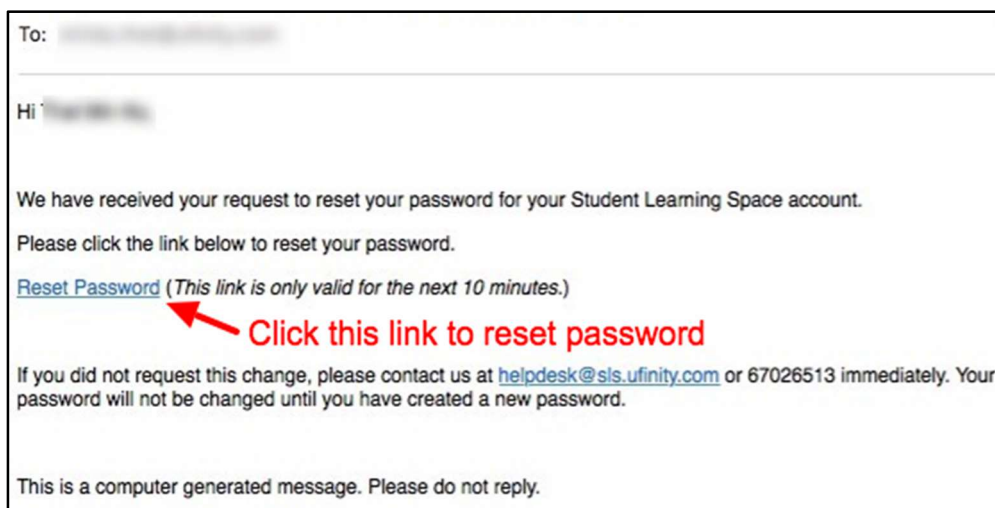 To:
Hi
We have received your request to reset your password for your Student Learning Space account.
Please click the link below to reset your password.
Reset Password (This link is only valid for the next 10 minutes.)
Click this link to reset password
If you did not request this change, please contact us at helpdesk@sls.ufinity.com or 67026513 immediately. Your
password will not be changed until you have created a new password.
This is a computer generated message. Please do not reply.